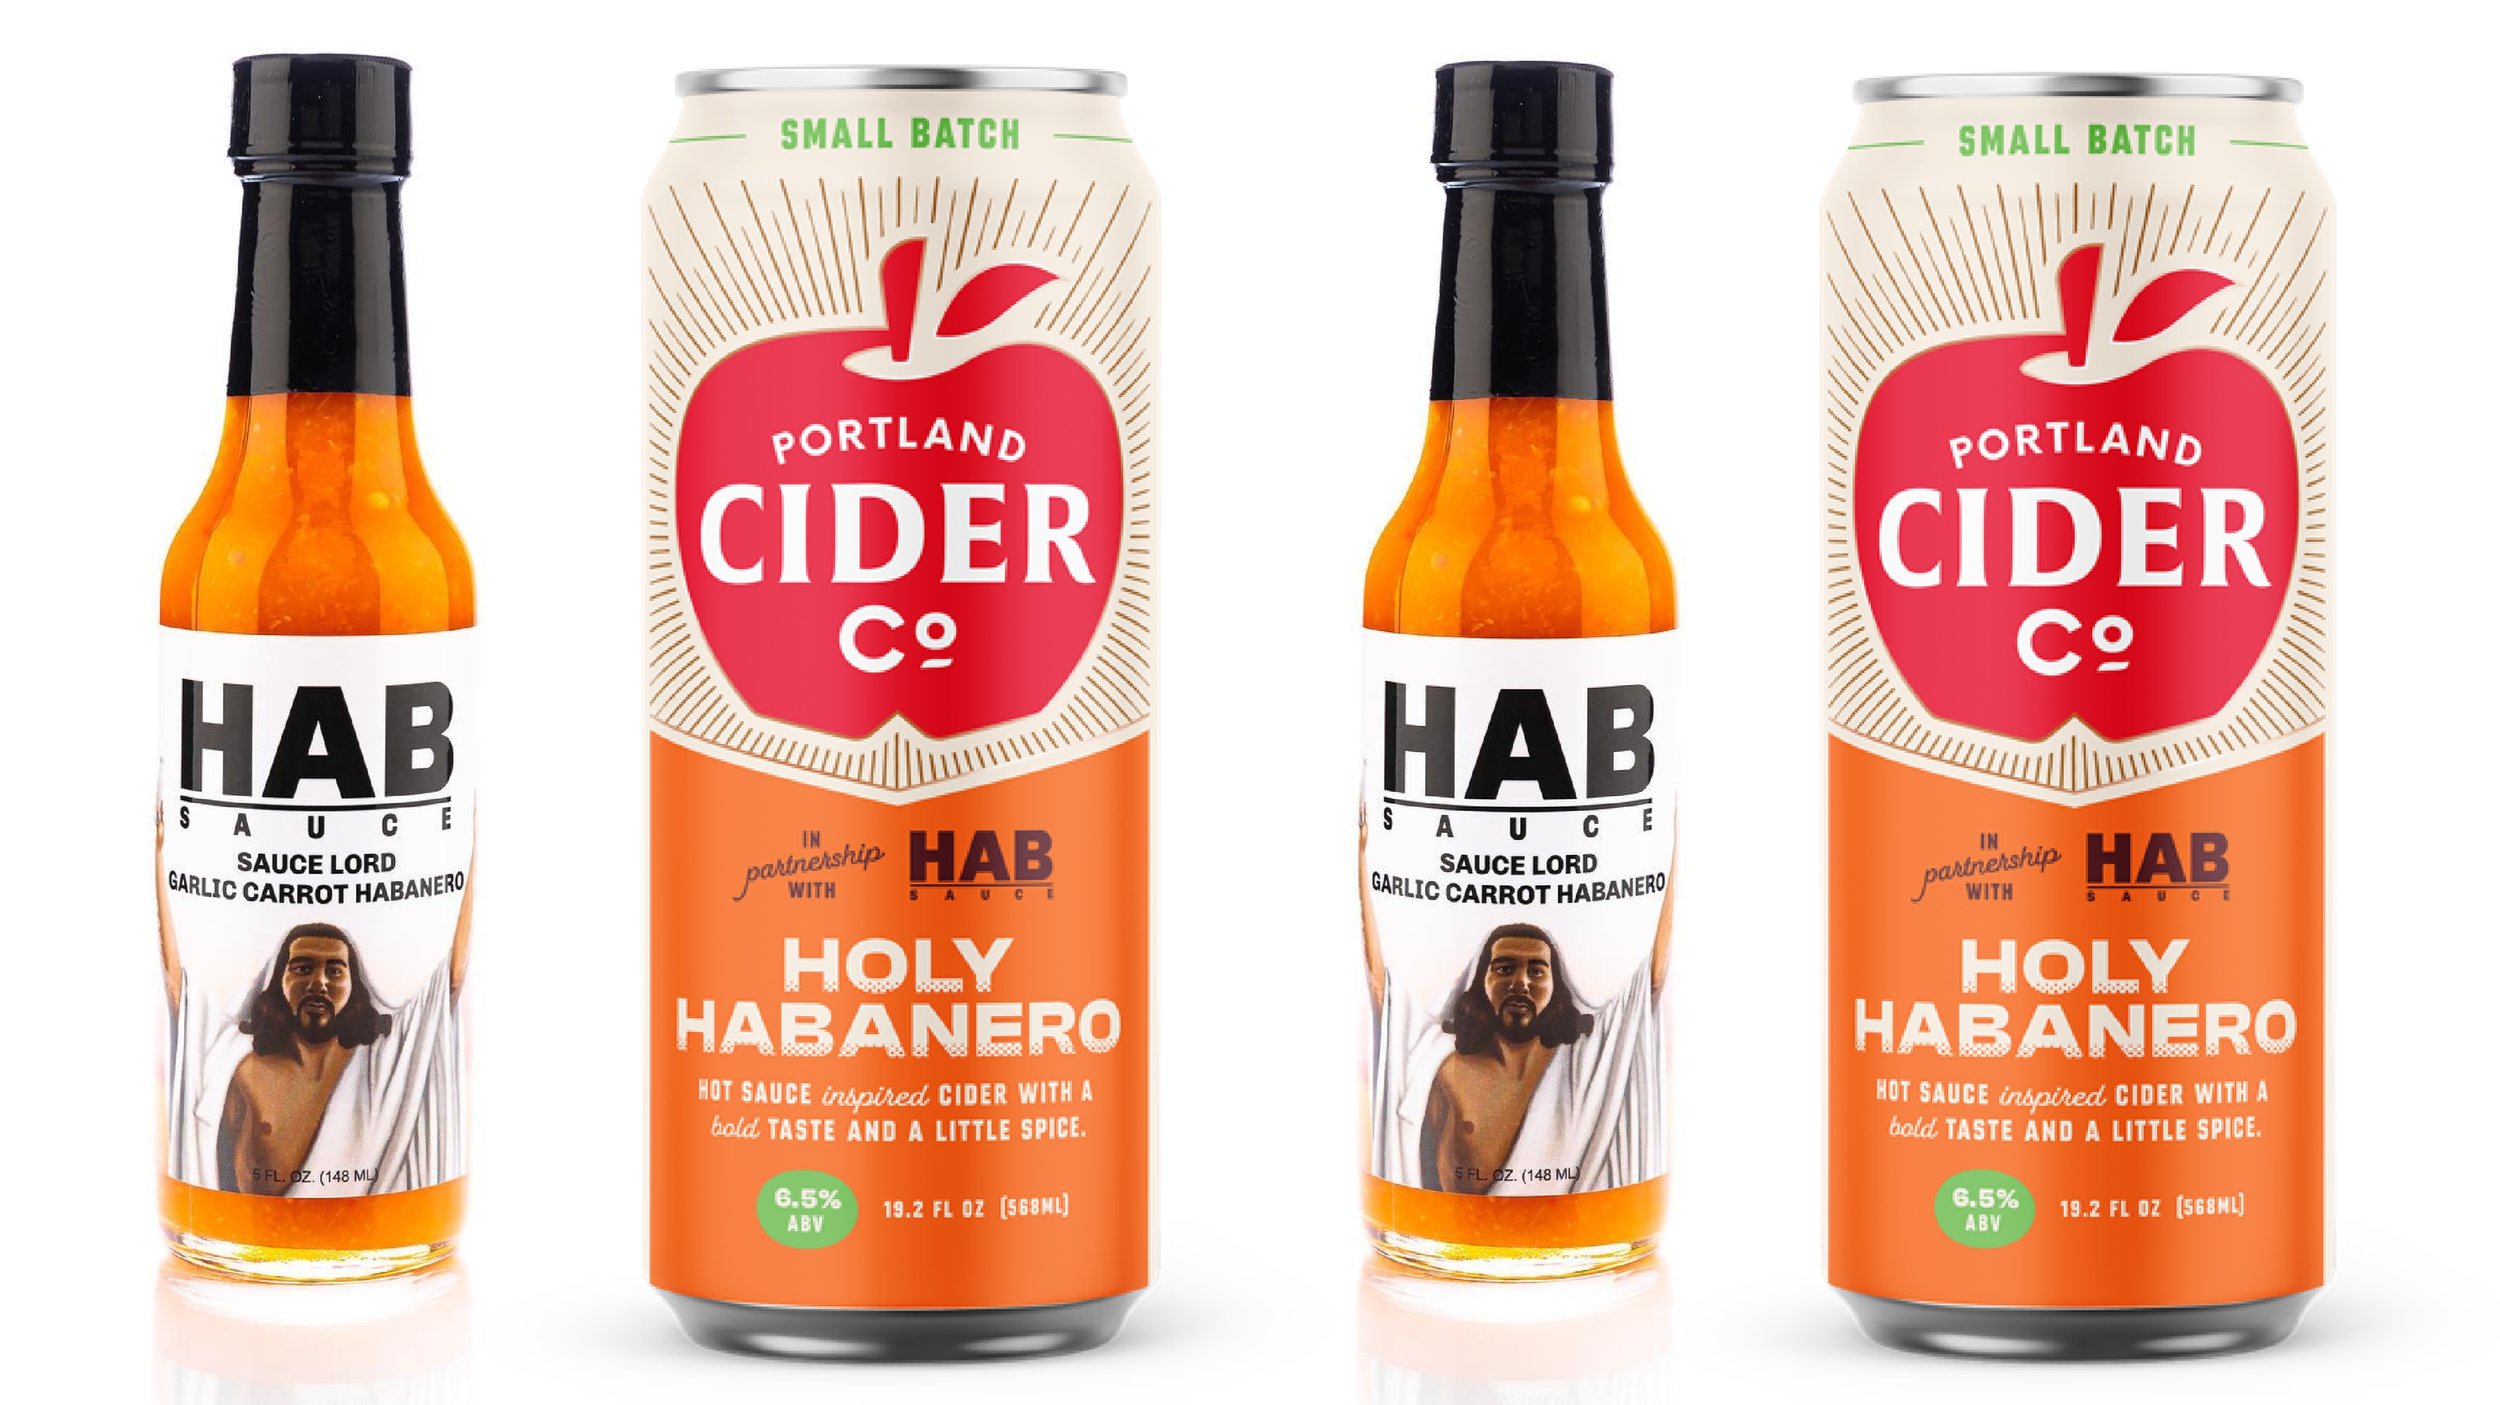 HAB
SAUCE
SAUCE LORD
GARLIC CARROT HABANERO
5 FL. OZ. (148 ML)
SMALL BATCH
PORTLAND
CIDER
Co
IN
partnership
WITH
HAB
SAUCE
HOLY
HABANERO
HOT SAUCE inspired CIDER WITH A
bold TASTE AND A LITTLE SPICE.
6.5%
ABV
19.2 FL OZ (568ML)
HAB
SAUCE
SAUCE LORD
GARLIC CARROT HABANERO
5 FL. OZ. (148 ML)
SMALL BATCH
PORTLAND
CIDER
Co
IN
partnership
WITH
HAB
SAUCE
HOLY
HABANERO
HOT SAUCE inspired CIDER WITH A
bold TASTE AND A LITTLE SPICE.
6.5%
ABV
19.2 FL OZ (568ML)